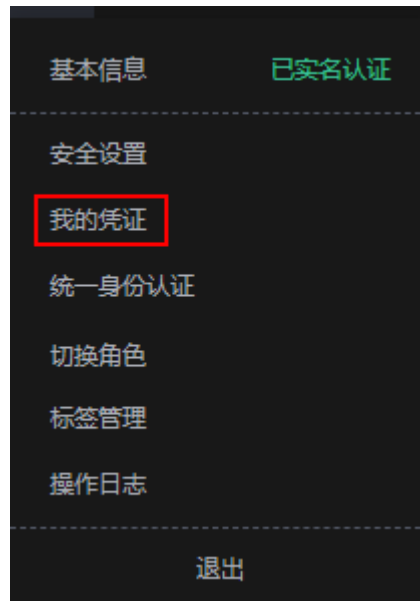 基本信息 已实名认证
安全设置
我的凭证
统一身份认证
切换角色
标签管理
操作日志
退出